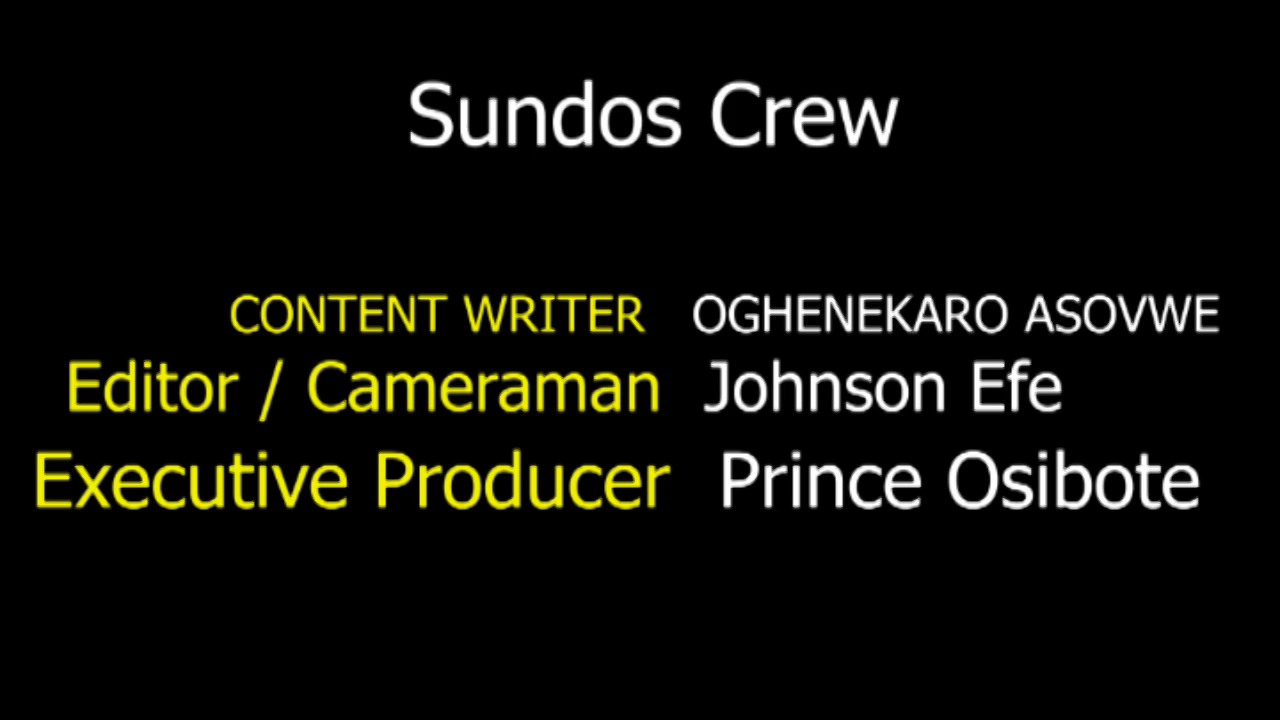 Sundos Crew
CONTENT WRITER OGHENEKARO ASOVWE
Editor / Cameraman Johnson Efe
Executive Producer Prince Osibote